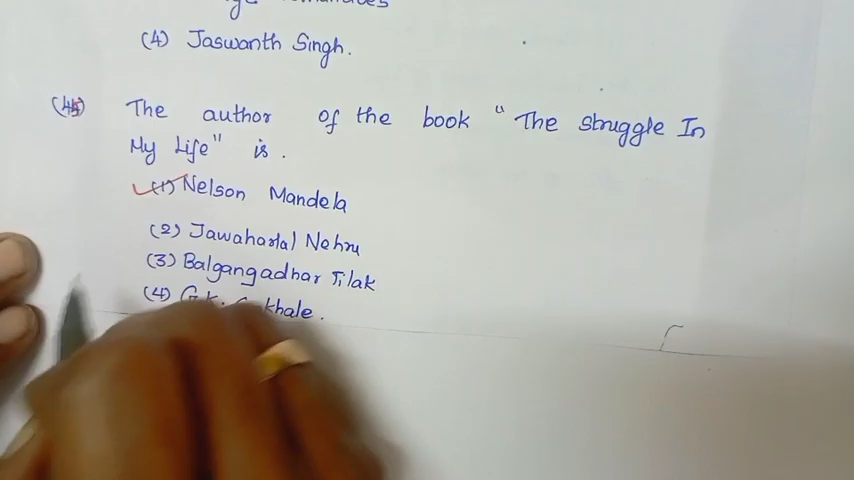 (4) Jaswanth Singh.
The author of the book "The struggle In
My Life" is.
(1) Nelson Mandela
(2) Jawaharlal Nehru
(3) Balgangadhar Tilak
(4) G.K.